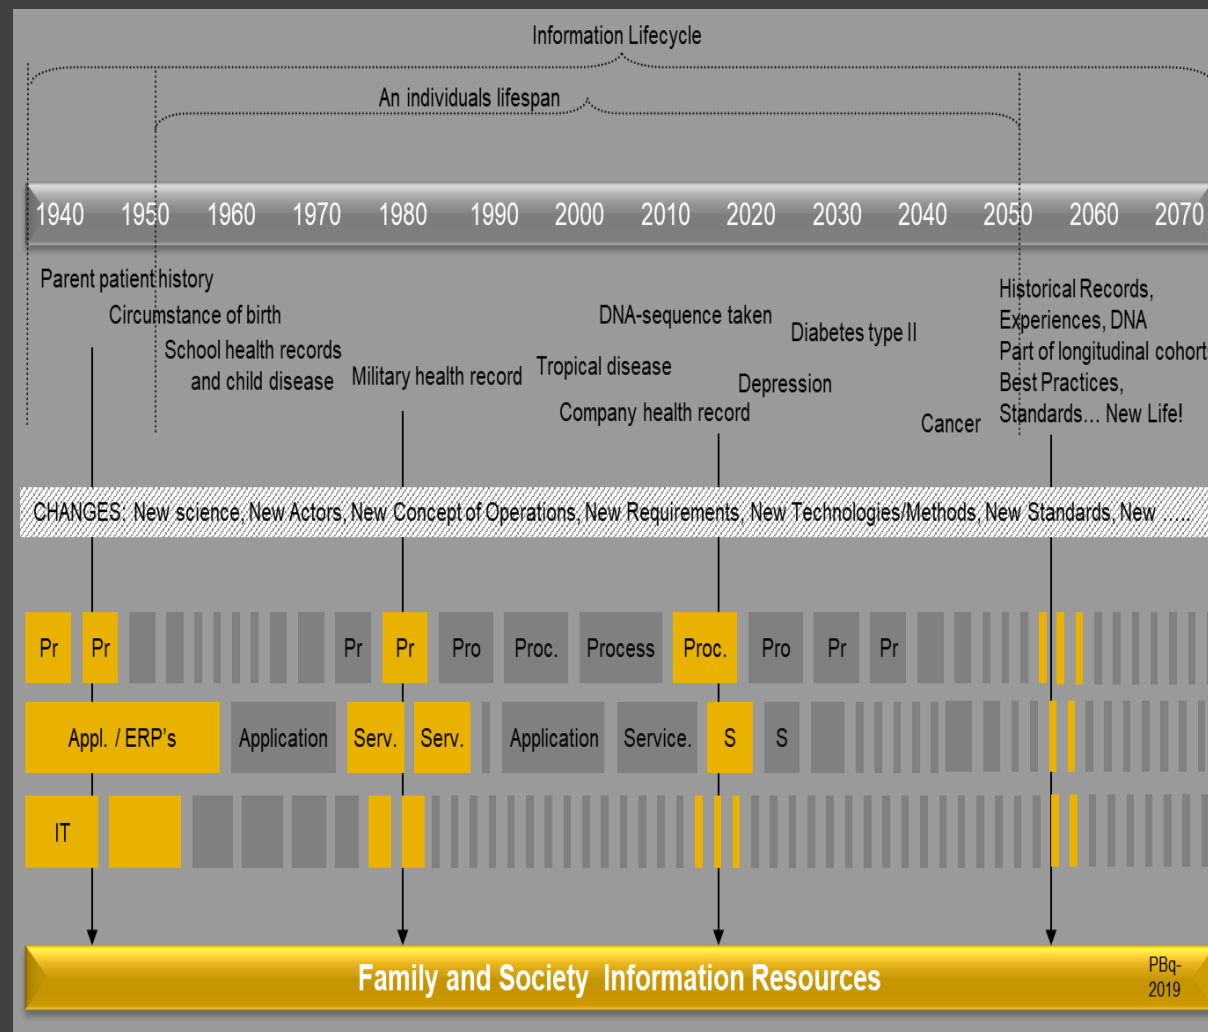 Information Lifecycle
An individuals lifespan
1940 1950 1960 1970 1980 1990 2000 2010 2020 2030 2040 2050 2060 2070
Parent patient history
Circumstance of birth
School health records
and child disease
Military health record
DNA-sequence taken
Tropical disease
Company health record
Diabetes type II
Depression
Cancer
Historical Records,
Experiences, DNA
Part of longitudinal cohorts
Best Practices,
Standards... New Life!
CHANGES: New science, New Actors, New Concept of Operations, New Requirements, New Technologies/Methods, New Standards, New .....
Pr Pr Pr Pr Pro Proc. Process Proc. Pro Pr Pr
Appl. / ERP's Application Serv. Serv. Application Service. S S
IT
Family and Society Information Resources
PBq-
2019